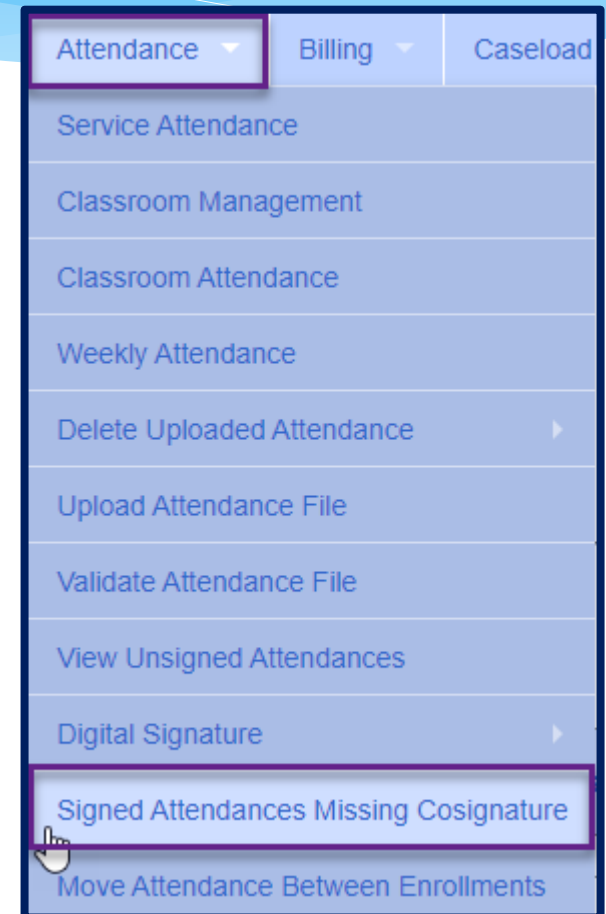 Attendance Billing Caseload
Service Attendance
Classroom Management
Classroom Attendance
Weekly Attendance
Delete Uploaded Attendance
Upload Attendance File
Validate Attendance File
View Unsigned Attendances
Digital Signature
Signed Attendances Missing Cosignature
Move Attendance Between Enrollments